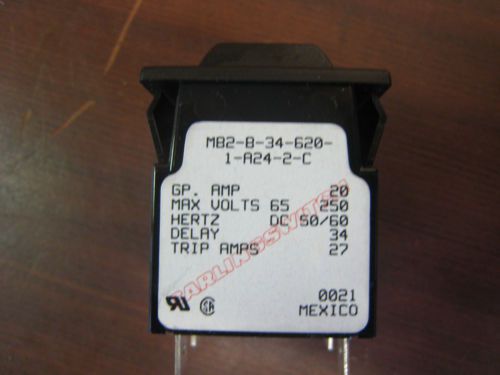 MB2-B-34-620-
1-A24-2-C
GP. AMP 20
MAX VOLTS 65 250
HERTZ DC 50/60
DELAY 34
TRIP AMPS 27
CARLINGSWITCH
0021
MEXICO